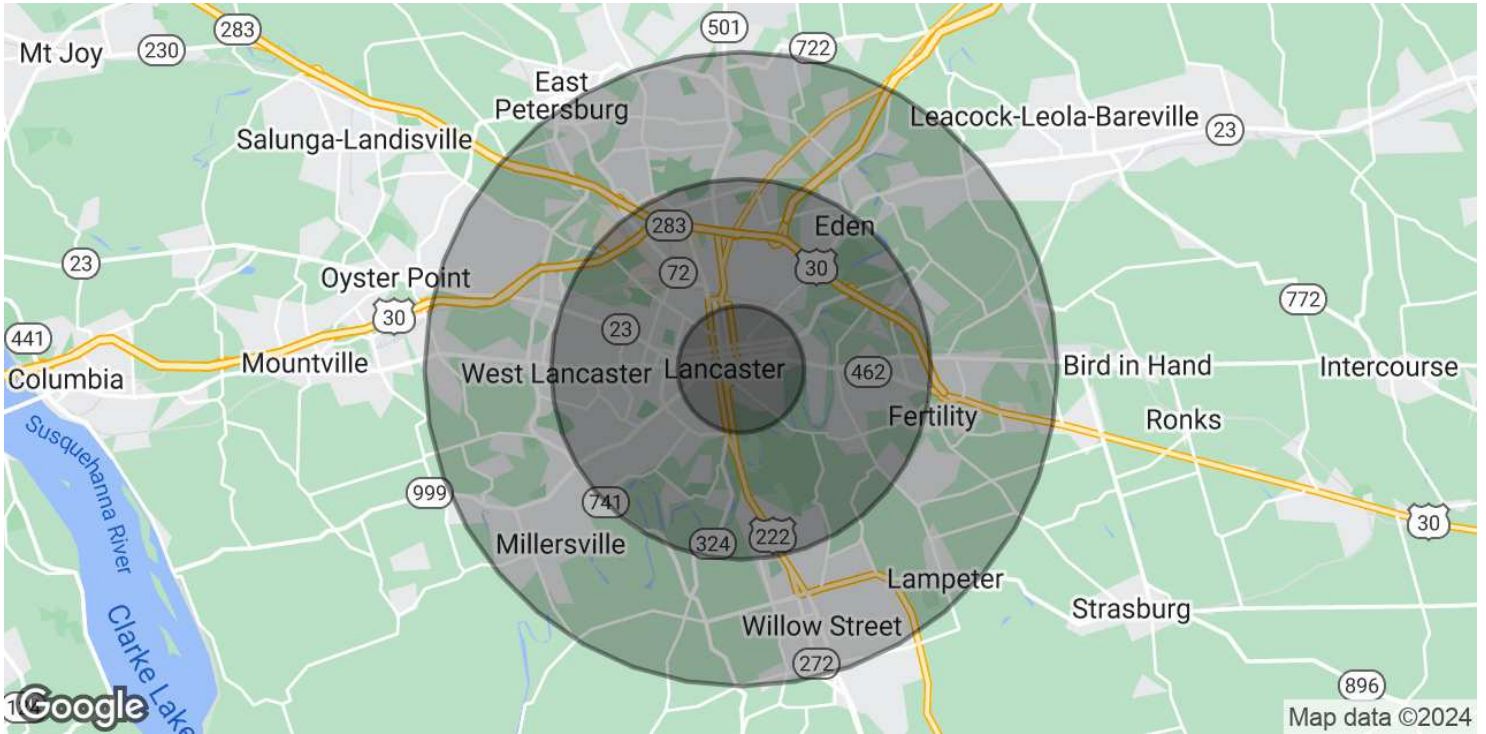 283
501
722
Mt Joy
230
East
Petersburg
Leacock-Leola-Bareville
23
Salunga-Landisville
283
Eden
23
72
30
Oyster Point
772
30
23
441
Mountville
Lancaster
Bird in Hand
Intercourse
Columbia
West Lancaster
462
Fertility
Ronks
Susquehanna River
999
741
30
324
222
Millersville
Lampeter
Strasburg
Willow Street
Clarke Lake
272
896
Google
Map data ©2024